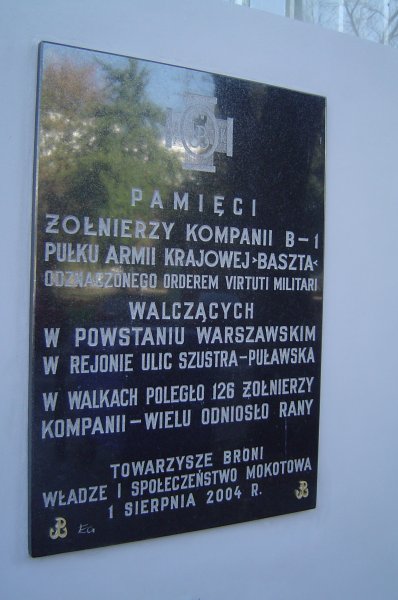 PAMIĘCI
ŻOŁNIERZY KOMPANII B-1
PUŁKU ARMII KRAJOWEJ >BASZTA<
ODZNACZONEGO ORDEREM VIRTUTI MILITARI
WALCZĄCYCH
W POWSTANIU WARSZAWSKIM
W REJONIE ULIC SZUSTRA-PUŁAWSKA
W WALKACH POLEGŁO 126 ŻOŁNIERZY
KOMPANII-WIELU ODNIOSŁO RANY
TOWARZYSZE BRONI
WŁADZE I SPOŁECZEŃSTWO MOKOTOWA
1 SIERPNIA 2004 R.